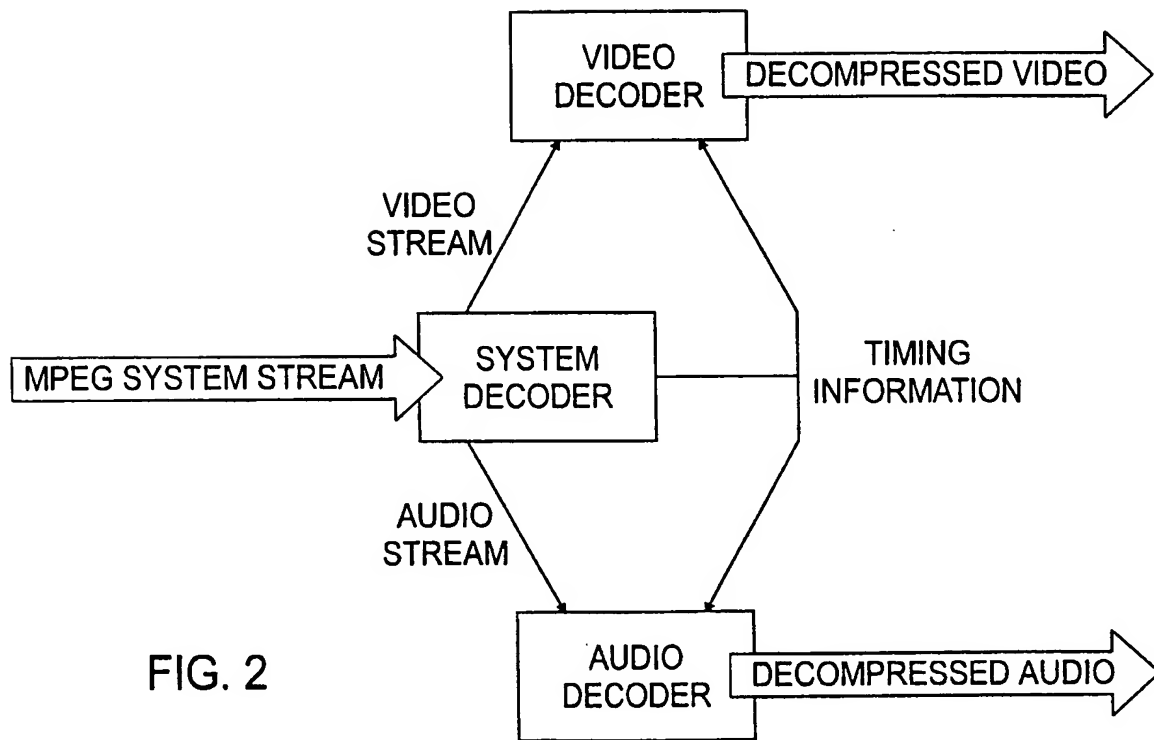 VIDEO
DECODER
DECOMPRESSED VIDEO
VIDEO
STREAM
MPEG SYSTEM STREAM
SYSTEM
DECODER
TIMING
INFORMATION
AUDIO
STREAM
FIG. 2
AUDIO
DECODER
DECOMPRESSED AUDIO